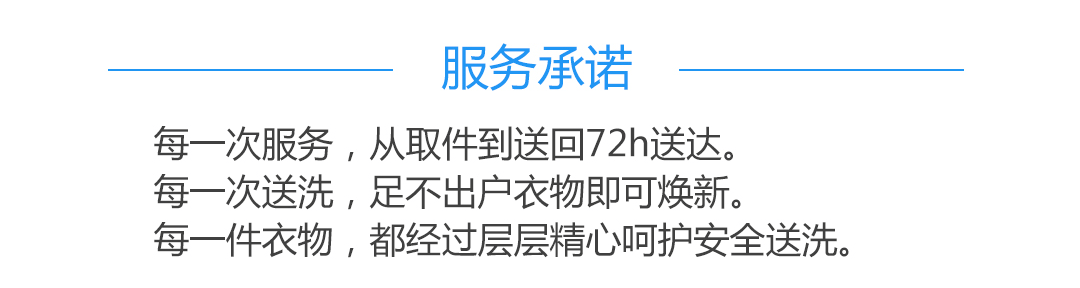 服务承诺
每一次服务，从取件到送回72h送达。
每一次送洗，足不出户衣物即可焕新。
每一件衣物，都经过层层精心呵护安全送洗。